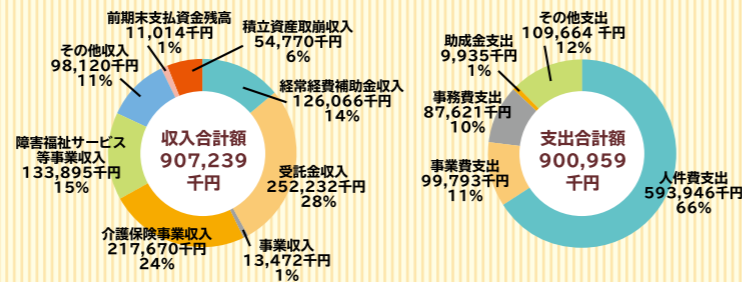 前期末支払資金残高
11,014千円
1%
積立資産取崩収入
54,770千円
6%
その他収入
98,120千円
11%
経常経費補助金収入
126,066千円
14%
障害福祉サービス
等事業収入
133,895千円
15%
収入合計額
907,239
千円
受託金収入
252,232千円
28%
介護保険事業収入
217,670千円
24%
事業収入
13,472千円
1%
その他支出
109,664 千円
12%
助成金支出
9,935千円
1%
事務費支出
87,621千円
10%
事業費支出
99,793千円
11%
支出合計額
900,959
千円
人件費支出
593,946千円
66%